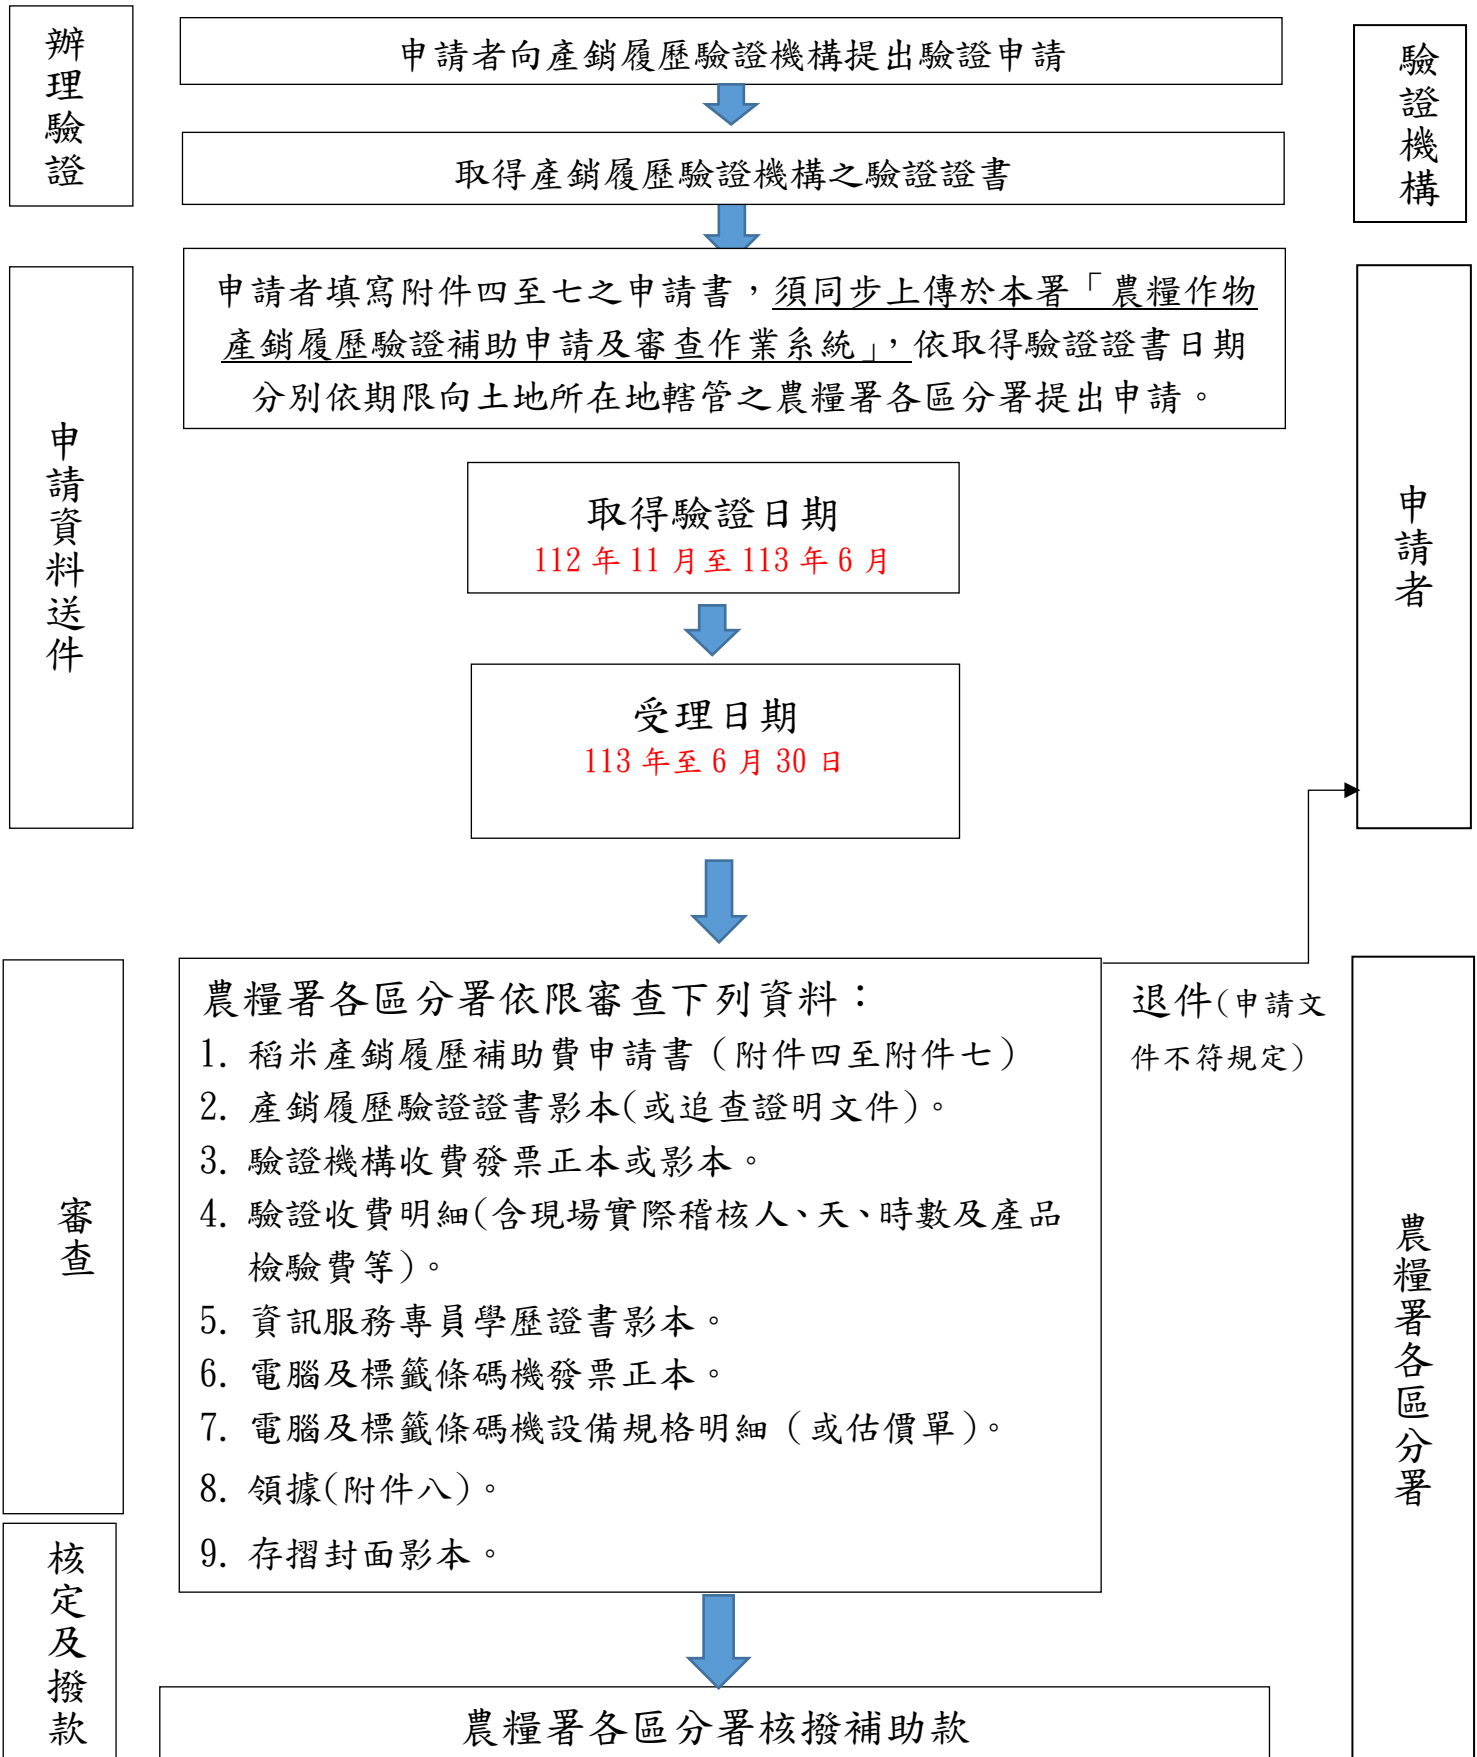 辦理驗證
申請者向產銷履歷驗證機構提出驗證申請
驗證機構
取得產銷履歷驗證機構之驗證證書
申請資料送件
申請者填寫附件四至七之申請書，須同步上傳於本署「農糧作物
產銷履歷驗證補助申請及審查作業系統」，依取得驗證證書日期
分別依期限向土地所在地轄管之農糧署各區分署提出申請。
申請者
取得驗證日期
112 年 11 月至 113 年 6 月
受理日期
113 年至 6 月 30 日
審查
農糧署各區分署依限審查下列資料：
1. 稻米產銷履歷補助費申請書（附件四至附件七）
2. 產銷履歷驗證證書影本(或追查證明文件)。
3. 驗證機構收費發票正本或影本。
4. 驗證收費明細(含現場實際稽核人、天、時數及產品
檢驗費等)。
5. 資訊服務專員學歷證書影本。
6. 電腦及標籤條碼機發票正本。
7. 電腦及標籤條碼機設備規格明細（或估價單）。
8. 領據(附件八)。
9. 存摺封面影本。
退件(申請文
件不符規定)
農糧署各區分署
核定及撥款
農糧署各區分署核撥補助款